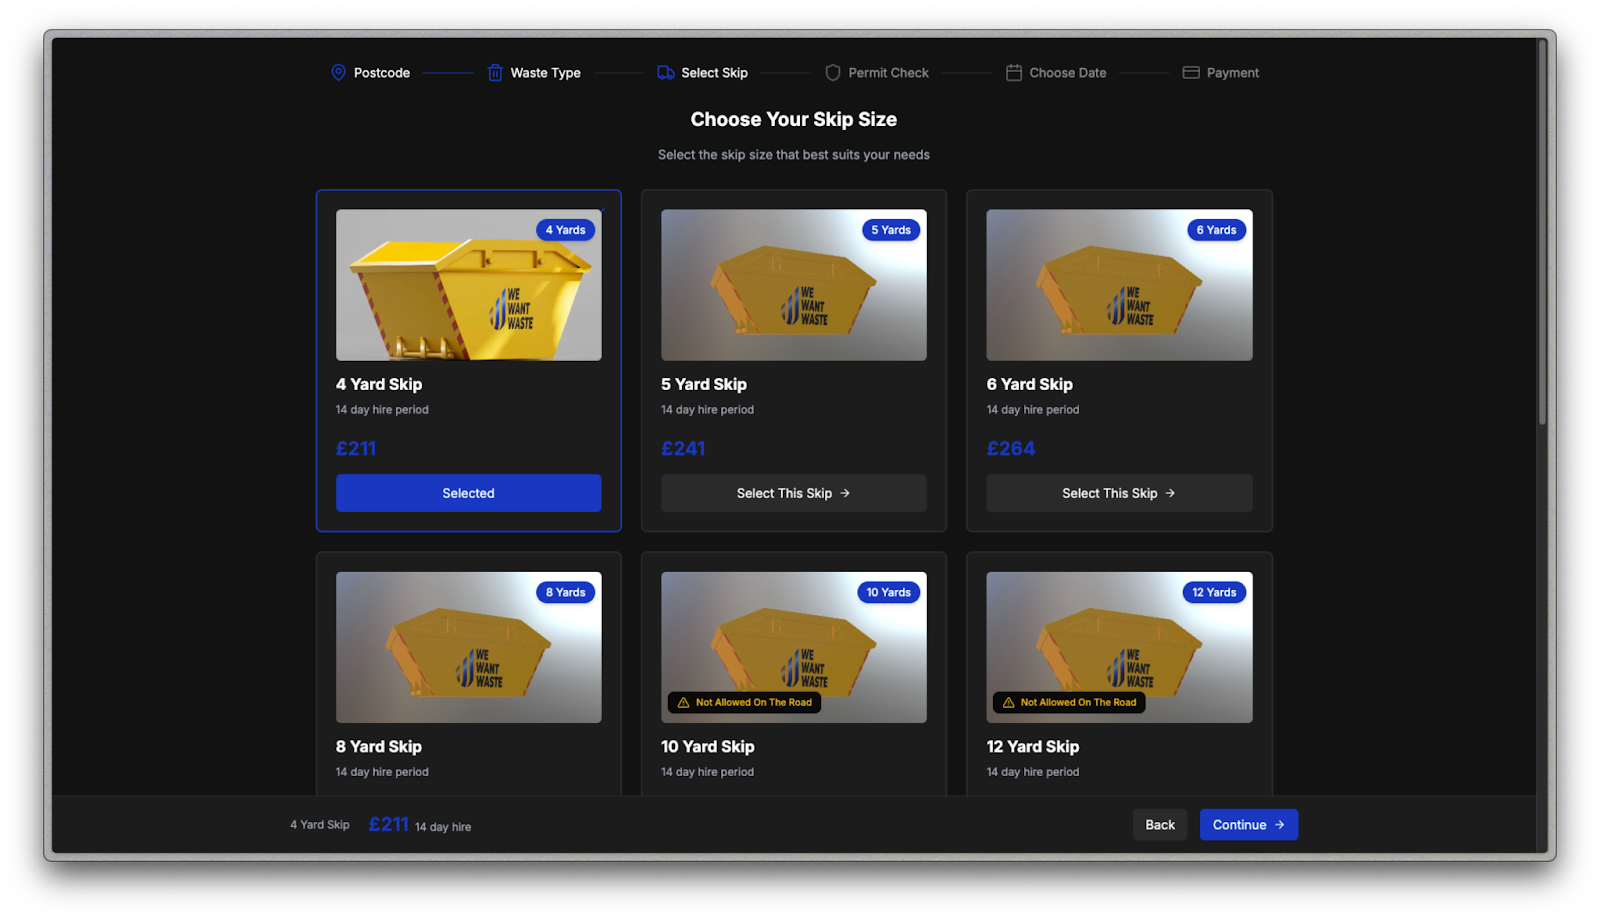 Postcode
Waste Type
Select Skip
Permit Check
Choose Date
Payment
Choose Your Skip Size
Select the skip size that best suits your needs
4 Yards
WE
WANT
WASTE
4 Yard Skip
14 day hire period
£211
Selected
5 Yards
WE
WANT
WASTE
5 Yard Skip
14 day hire period
£241
Select This Skip →
6 Yards
WE
WANT
WASTE
6 Yard Skip
14 day hire period
£264
Select This Skip →
8 Yards
WE
WANT
WASTE
8 Yard Skip
14 day hire period
10 Yards
WE
WANT
WASTE
Not Allowed On The Road
10 Yard Skip
14 day hire period
12 Yards
WE
WANT
WASTE
Not Allowed On The Road
12 Yard Skip
14 day hire period
4 Yard Skip £211 14 day hire
Back
Continue →